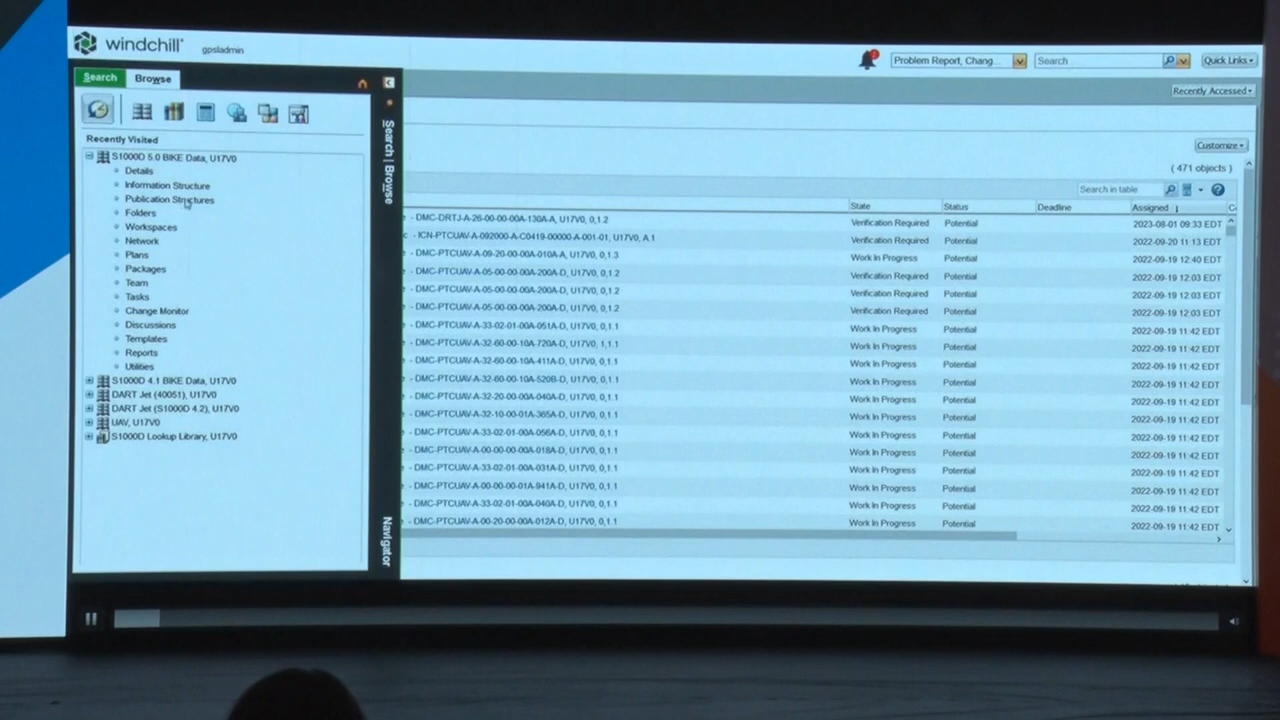 windchill® gpsladmin
Problem Report, Chang... Search Quick Links
Search Browse
Recently Accessed
Recently Visited
Customize
( 471 objects )
Search in table
S1000D 5.0 BIKE Data, U17V0
Details
Information Structure
Publication Structures
Folders
Workspaces
Network
Plans
Packages
Team
Tasks
Change Monitor
Discussions
Templates
Reports
Utilities
S1000D 4.1 BIKE Data, U17V0
DART Jet (40051), U17V0
DART Jet (S1000D 4.2), U17V0
UAV, U17V0
S1000D Lookup Library, U17V0
Search | Browse
Navigator
State Status Deadline Assigned
- DMC-DRTJ-A-26-00-00-00A-130A-A, U17V0, 0,1.2 Verification Required Potential 2023-08-01 09:33 EDT
- ICN-PTCUAV-A-092000-A-C0419-00000-A-001-01, U17V0, A.1 Verification Required Potential 2022-09-20 11:13 EDT
- DMC-PTCUAV-A-09-20-00-00A-010A-A, U17V0, 0,1.3 Work In Progress Potential 2022-09-19 12:40 EDT
- DMC-PTCUAV-A-05-00-00-00A-200A-D, U17V0, 0,1.2 Verification Required Potential 2022-09-19 12:03 EDT
- DMC-PTCUAV-A-05-00-00-00A-200A-D, U17V0, 0,1.2 Verification Required Potential 2022-09-19 12:03 EDT
- DMC-PTCUAV-A-05-00-00-00A-200A-D, U17V0, 0,1.2 Verification Required Potential 2022-09-19 12:03 EDT
- DMC-PTCUAV-A-33-02-01-00A-051A-D, U17V0, 0,1.1 Work In Progress Potential 2022-09-19 11:42 EDT
- DMC-PTCUAV-A-32-60-00-10A-720A-D, U17V0, 1,1.1 Work In Progress Potential 2022-09-19 11:42 EDT
- DMC-PTCUAV-A-32-60-00-10A-411A-D, U17V0, 0,1.1 Work In Progress Potential 2022-09-19 11:42 EDT
- DMC-PTCUAV-A-32-60-00-10A-520B-D, U17V0, 0,1.1 Work In Progress Potential 2022-09-19 11:42 EDT
- DMC-PTCUAV-A-32-20-00-00A-040A-D, U17V0, 0,1.1 Work In Progress Potential 2022-09-19 11:42 EDT
- DMC-PTCUAV-A-32-10-00-01A-365A-D, U17V0, 0,1.1 Work In Progress Potential 2022-09-19 11:42 EDT
- DMC-PTCUAV-A-33-02-01-00A-056A-D, U17V0, 0,1.1 Work In Progress Potential 2022-09-19 11:42 EDT
- DMC-PTCUAV-A-00-00-00-00A-018A-D, U17V0, 0,1.1 Work In Progress Potential 2022-09-19 11:42 EDT
- DMC-PTCUAV-A-33-02-01-00A-031A-D, U17V0, 0,1.1 Work In Progress Potential 2022-09-19 11:42 EDT
- DMC-PTCUAV-A-00-00-00-01A-941A-D, U17V0, 0,1.1 Work In Progress Potential 2022-09-19 11:42 EDT
- DMC-PTCUAV-A-33-02-01-00A-040A-D, U17V0, 0,1.1 Work In Progress Potential 2022-09-19 11:42 EDT
- DMC-PTCUAV-A-00-20-00-00A-012A-D, U17V0, 0,1.1 Work In Progress Potential 2022-09-19 11:42 EDT